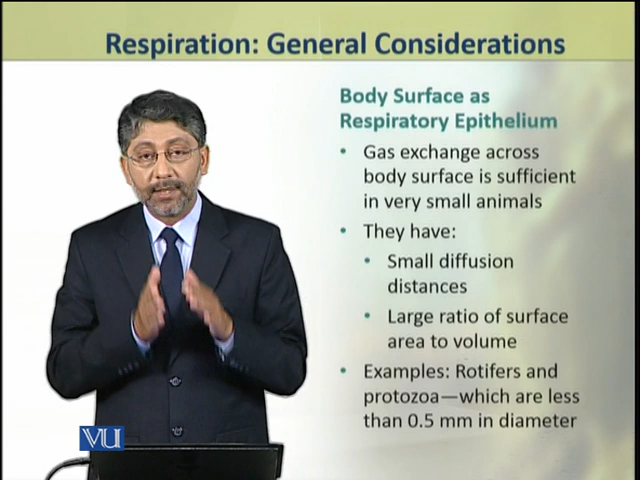 Respiration: General Considerations
Body Surface as
Respiratory Epithelium
• Gas exchange across
body surface is sufficient
in very small animals
• They have:
• Small diffusion
distances
• Large ratio of surface
area to volume
• Examples: Rotifers and
protozoa—which are less
than 0.5 mm in diameter
VU